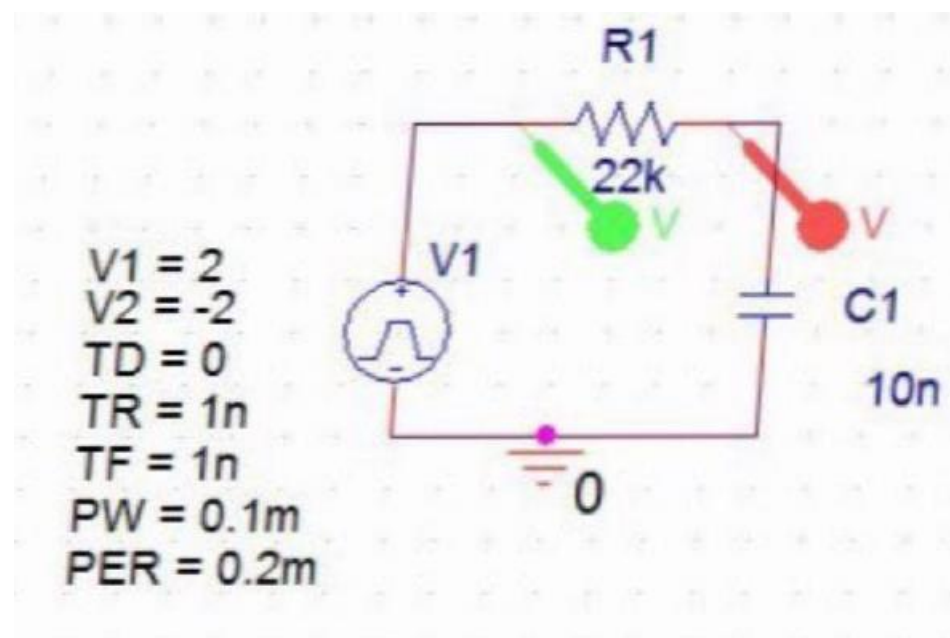 R1
22k
V
V
V1
C1
10n
V1 = 2
V2 = -2
TD = 0
TR = 1n
TF = 1n
PW = 0.1m
PER = 0.2m
+
-
0